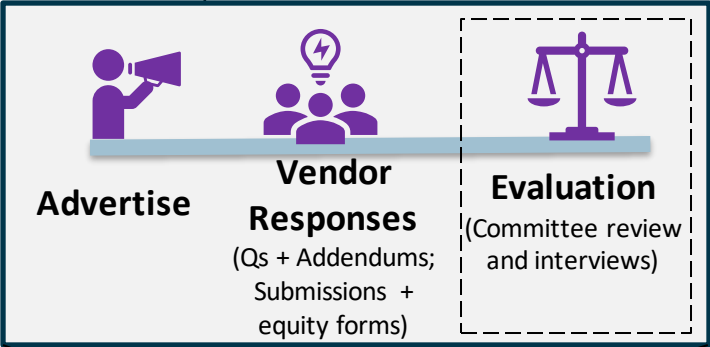 Advertise
Vendor
Responses
(Qs + Addendums;
Submissions +
equity forms)
Evaluation
(Committee review
and interviews)